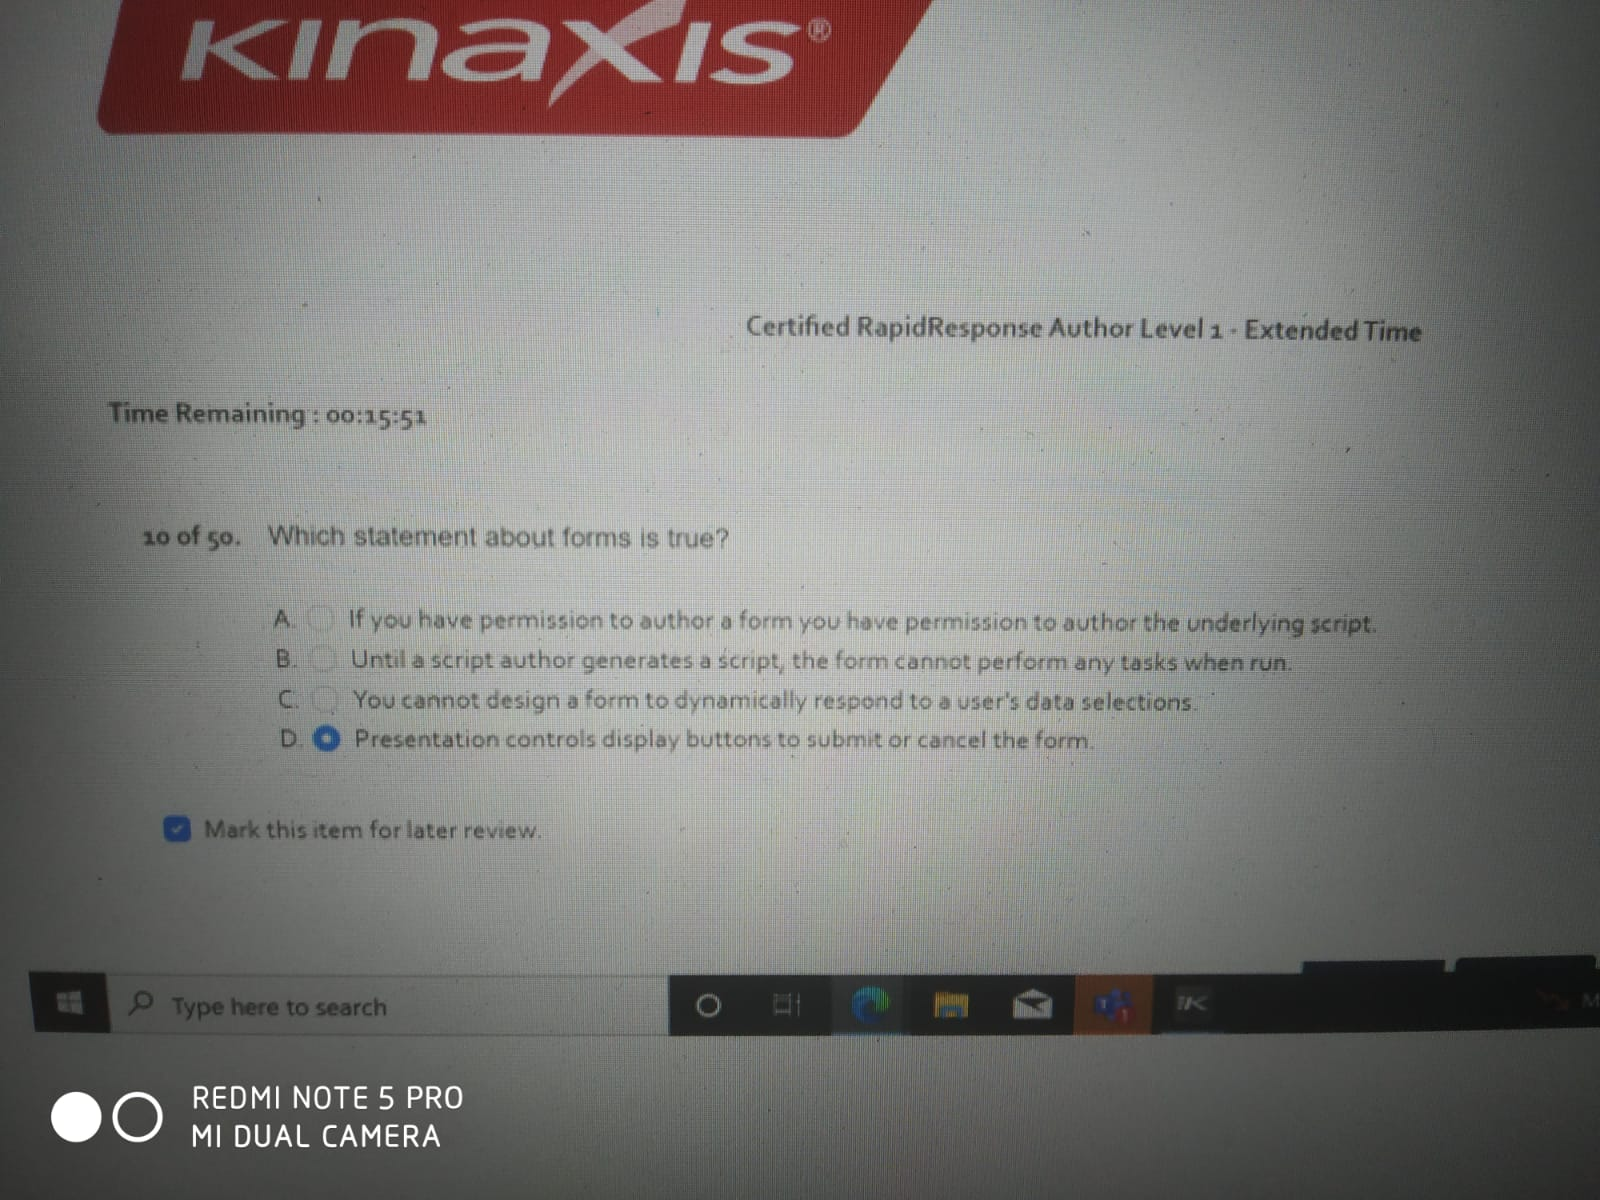 Kinaxis®
Certified RapidResponse Author Level 1 - Extended Time
Time Remaining : 00:15:51
10 of 50. Which statement about forms is true?
A. If you have permission to author a form you have permission to author the underlying script.
B. Until a script author generates a script, the form cannot perform any tasks when run.
C. You cannot design a form to dynamically respond to a user's data selections.
D. Presentation controls display buttons to submit or cancel the form.
Mark this item for later review.
Type here to search
REDMI NOTE 5 PRO
MI DUAL CAMERA